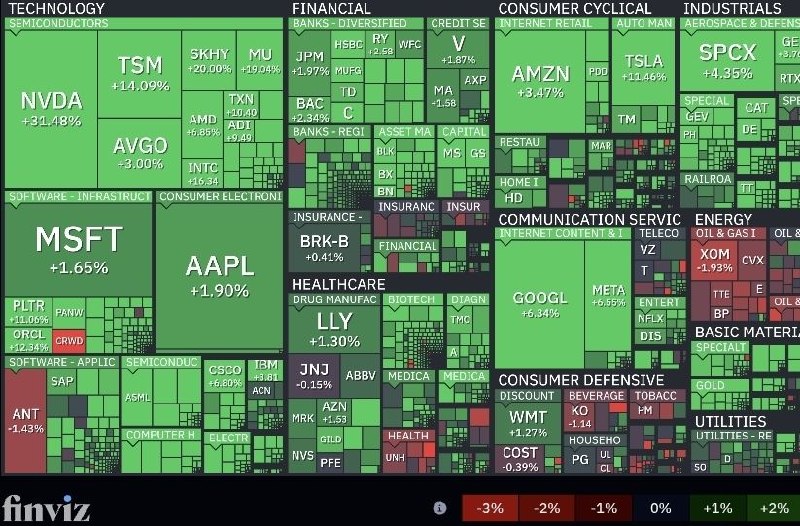 TECHNOLOGY
SEMICONDUCTORS
NVDA
+31.48%
TSM
+14.09%
AVGO
+3.00%
SKHY
+20.00%
MU
+19.04%
AMD
+6.85%
TXN
+10.40
ADI
+9.49
INTC
+16.34
SOFTWARE - INFRASTRUCT
MSFT
+1.65%
PLTR
+11.06%
PANW
ORCL
+12.34%
CRWD
CONSUMER ELECTRONI
AAPL
+1.90%
SOFTWARE - APPLIC
ANT
-1.43%
SAP
SEMICONDUC
ASML
COMPUTER H
CSCO
+6.80%
IBM
+3.81
ACN
ELECTR
FINANCIAL
BANKS - DIVERSIFIED
JPM
+1.97%
HSBC
RY
+2.58
WFC
MUFG
TD
BAC
+2.34%
C
CREDIT SE
V
+1.87%
MA
-1.58
AXP
BANKS - REGI
ASSET MA
BLK
BX
BN
CAPITAL
MS
GS
INSURANCE -
BRK-B
+0.41%
INSURANC
INSUR
FINANCIAL
HEALTHCARE
DRUG MANUFAC
LLY
+1.30%
JNJ
-0.15%
ABBV
MRK
AZN
+1.53
GILD
NVS
PFE
BIOTECH
DIAGN
TMO
A
MEDICA
MEDICA
HEALTH
UNH
CONSUMER CYCLICAL
INTERNET RETAIL
AMZN
+3.47%
PDD
AUTO MAN
TSLA
+11.46%
TM
RESTAU
MAR
HOME I
HD
COMMUNICATION SERVIC
INTERNET CONTENT & I
GOOGL
+6.34%
META
+6.55%
TELECO
VZ
T
ENTERT
NFLX
DIS
CONSUMER DEFENSIVE
DISCOUNT
WMT
+1.27%
COST
-0.39%
BEVERAGE
KO
-1.14
TOBACC
PM
HOUSEHO
PG
UL
CL
INDUSTRIALS
AEROSPACE & DEFENS
SPCX
+4.35%
GE
RTX
SPECIAL
GEV
PH
CAT
DE
RAILROA
TT
ENERGY
OIL & GAS I
XOM
-1.93%
CVX
TTE
E
BP
OIL &
OIL &
BASIC MATERIA
SPECIALT
GOLD
UTILITIES
UTILITIES - RE
SO
D
finviz
-3%
-2%
-1%
0%
+1%
+2%